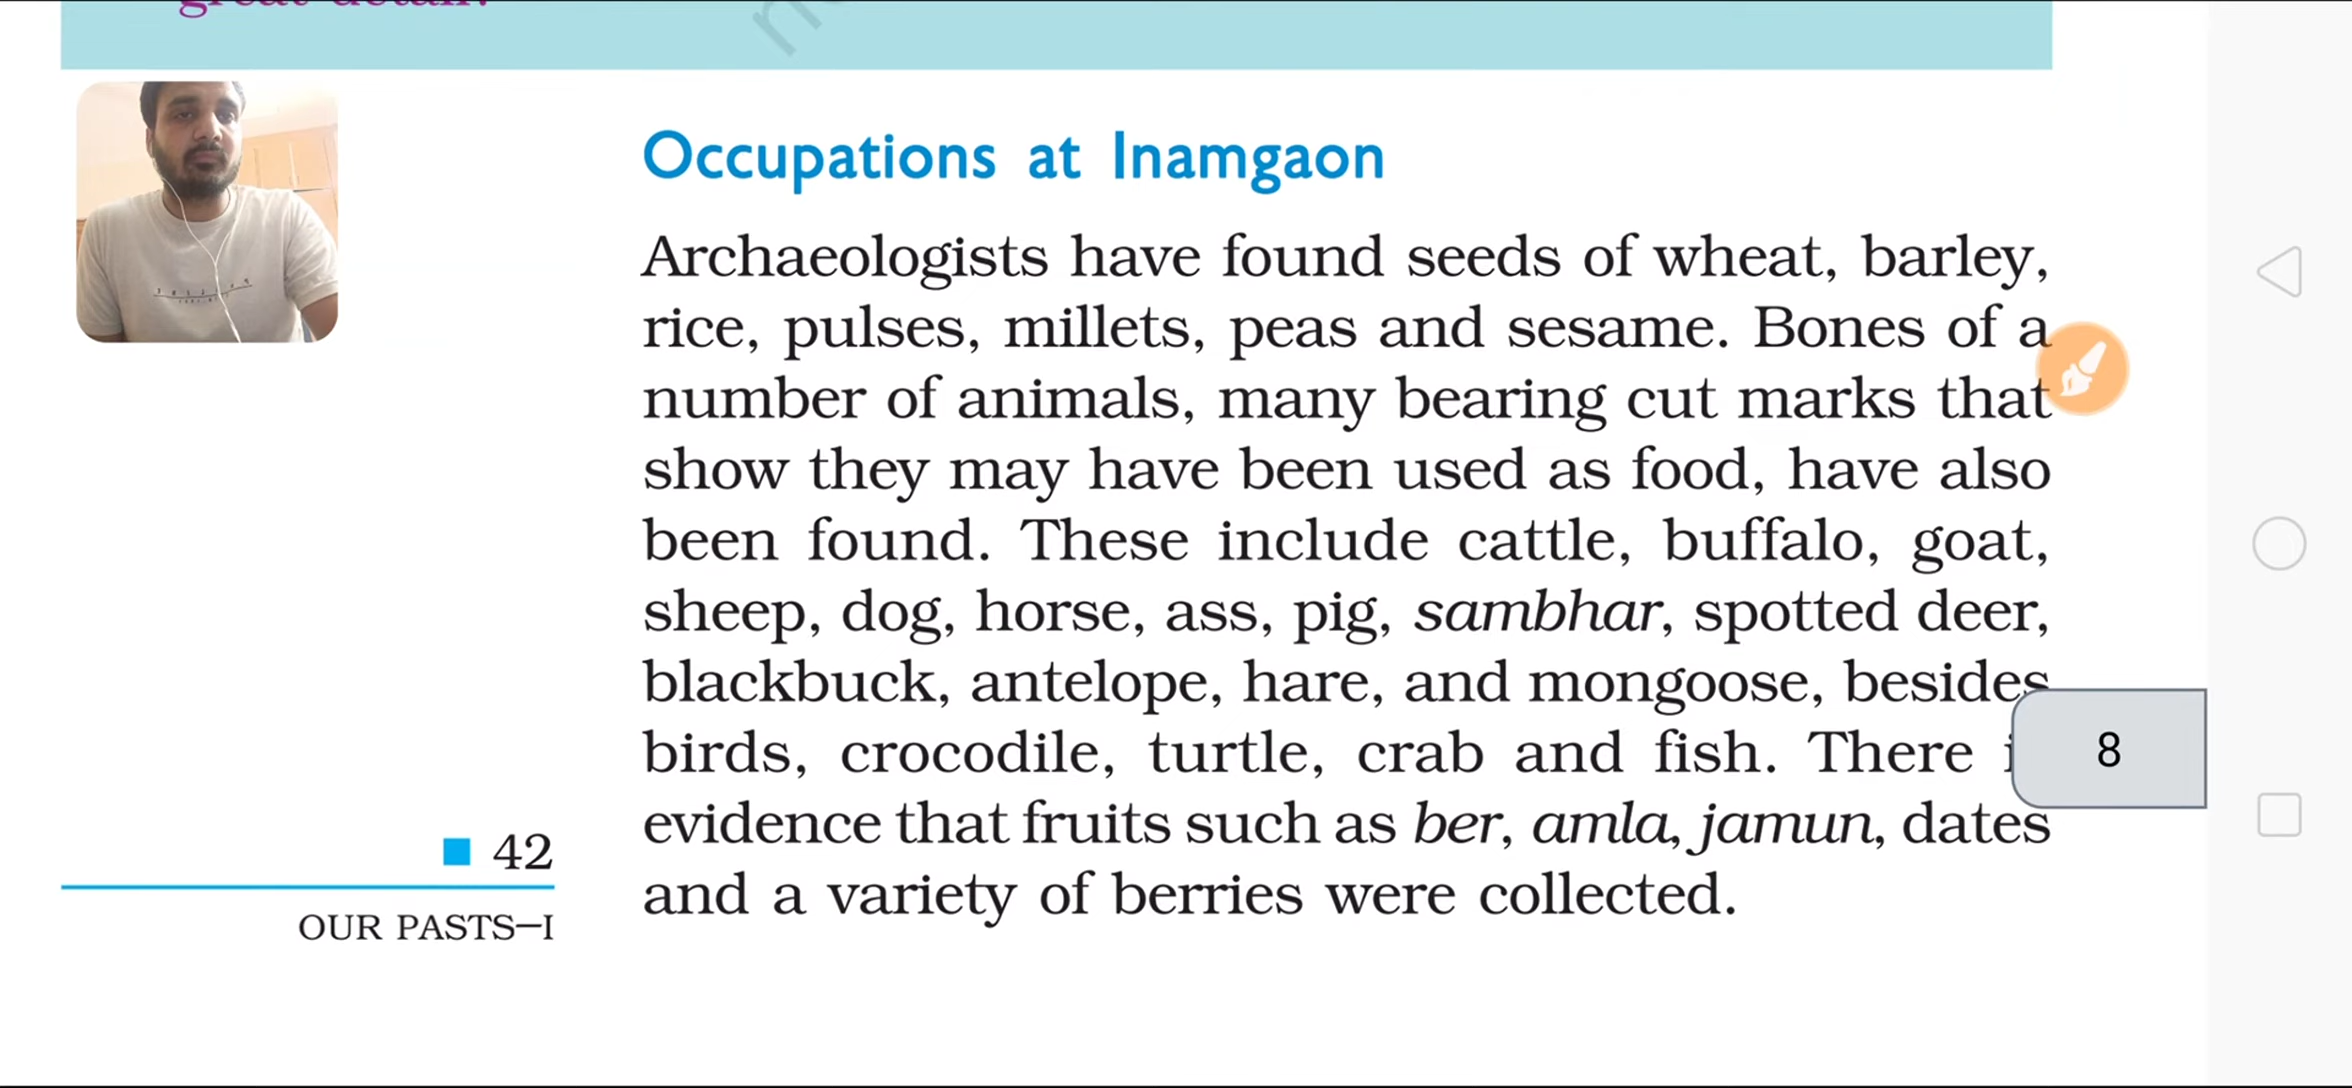 Occupations at Inamgaon
Archaeologists have found seeds of wheat, barley,
rice, pulses, millets, peas and sesame. Bones of a
number of animals, many bearing cut marks that
show they may have been used as food, have also
been found. These include cattle, buffalo, goat,
sheep, dog, horse, ass, pig, sambhar, spotted deer,
blackbuck, antelope, hare, and mongoose, besides
birds, crocodile, turtle, crab and fish. There
8
evidence that fruits such as ber, amla, jamun, dates
and a variety of berries were collected.
42
OUR PASTS–I